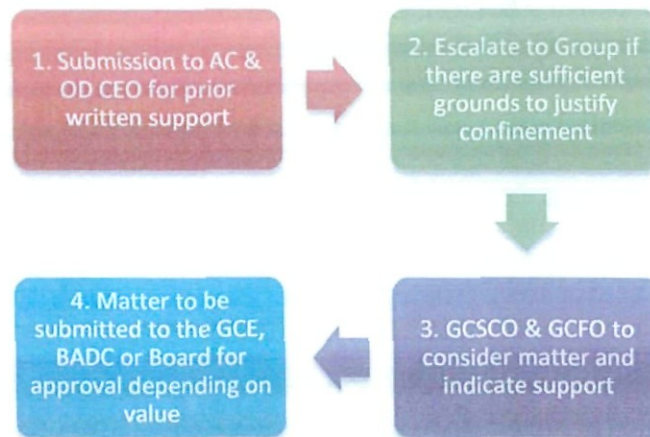 1. Submission to AC &
OD CEO for prior
written support
2. Escalate to Group if
there are sufficient
grounds to justify
confinement
3. GCSCO & GCFO to
consider matter and
indicate support
4. Matter to be
submitted to the GCE,
BADC or Board for
approval depending on
value